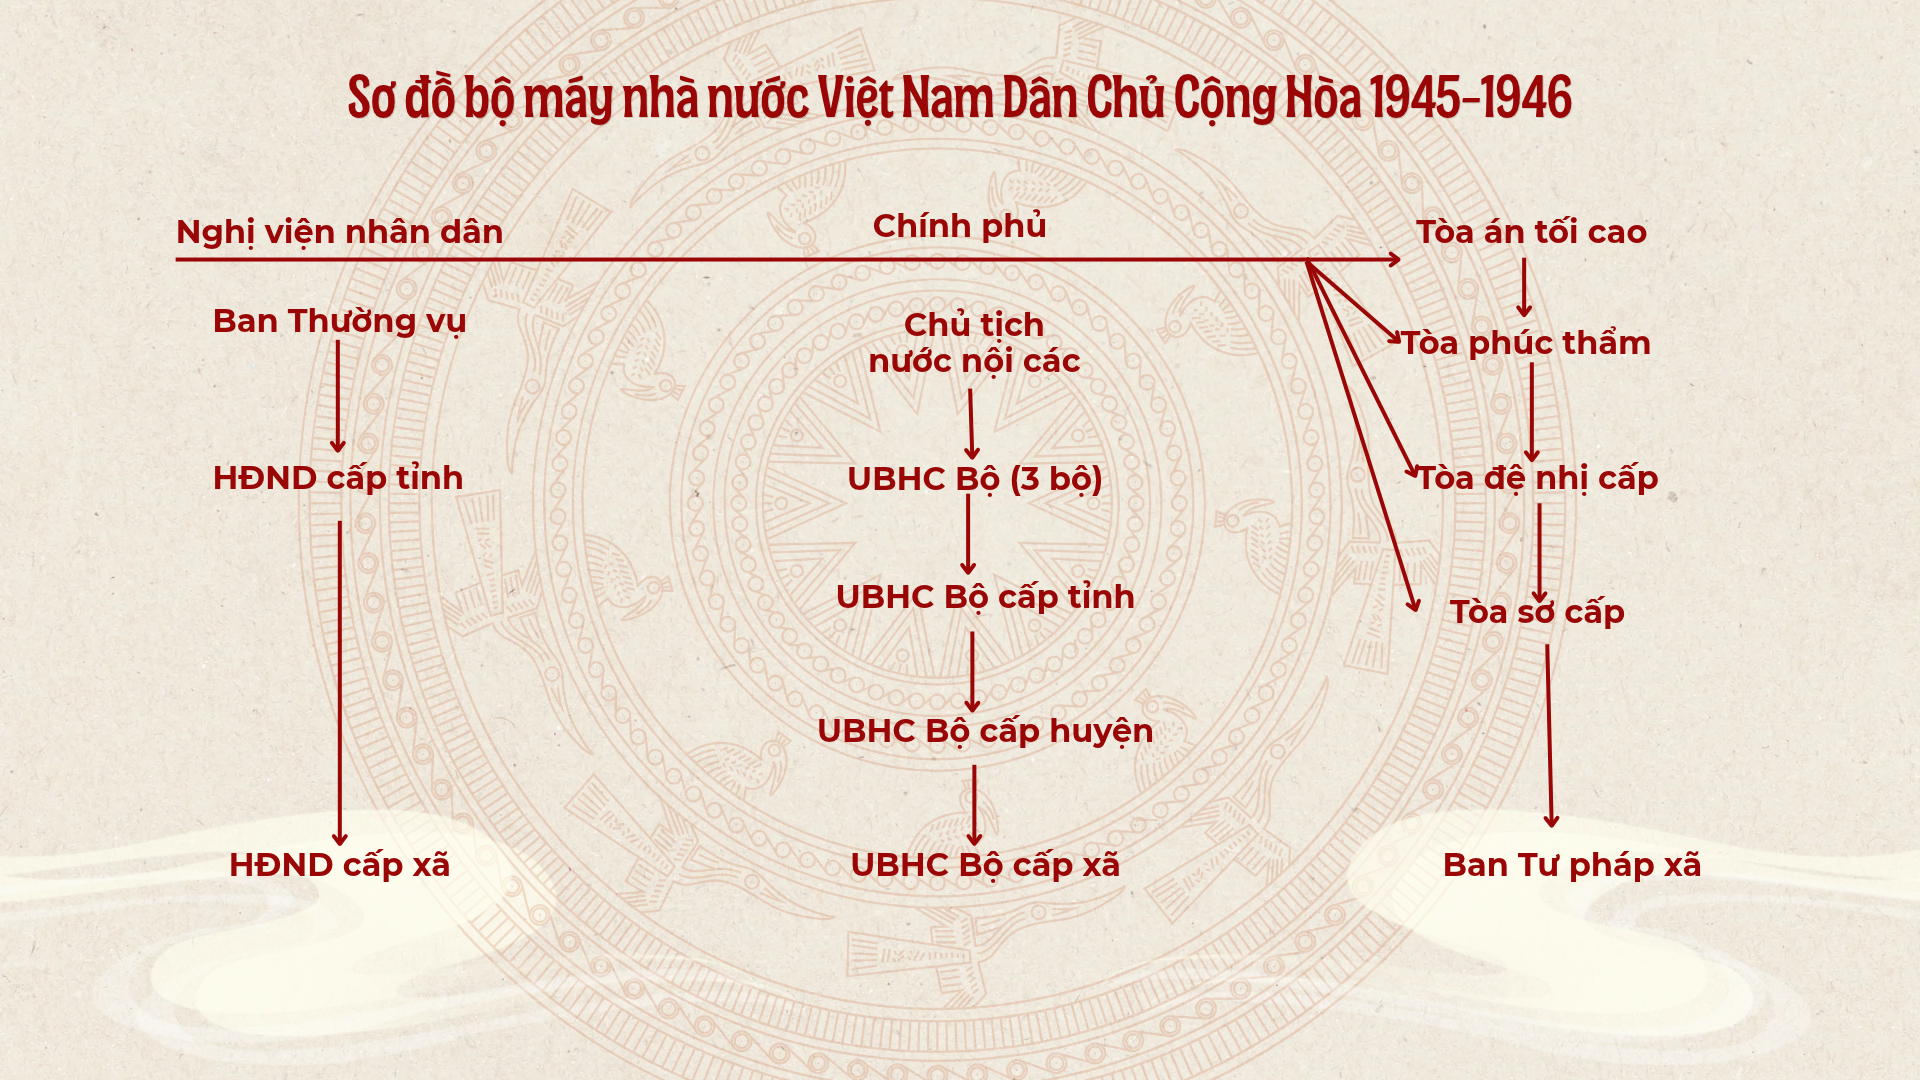 Sơ đồ bộ máy nhà nước Việt Nam Dân Chủ Cộng Hòa 1945-1946
Nghị viện nhân dân
Chính phủ
Tòa án tối cao
Ban Thường vụ
Chủ tịch
nước nội các
Tòa phúc thẩm
HĐND cấp tỉnh
UBHC Bộ (3 bộ)
Tòa đệ nhị cấp
UBHC Bộ cấp tỉnh
Tòa sơ cấp
UBHC Bộ cấp huyện
HĐND cấp xã
UBHC Bộ cấp xã
Ban Tư pháp xã